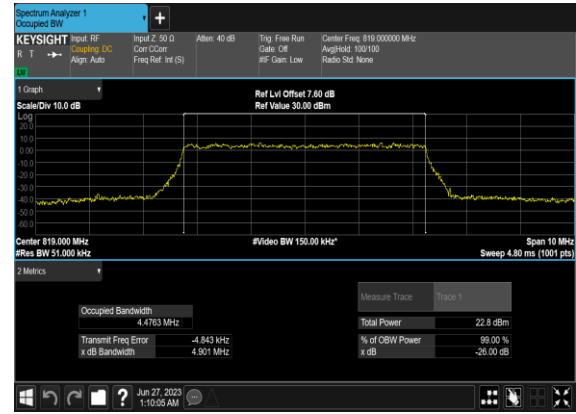 Spectrum Analyzer 1
Occupied BW
+
KEYSIGHT Input: RF Input Z: 50 Ω Atten: 40 dB Trig: Free Run Center Freq: 819.000000 MHz
R T Coupling: DC Corr CCorr Gate: Off Avg|Hold: 100/100
Align: Auto Freq Ref: Int (S) #IF Gain: Low Radio Std: None
LNI
1 Graph
Ref Lvl Offset 7.60 dB
Scale/Div 10.0 dB Ref Value 30.00 dBm
Log
20.0
10.0
0.00
-10.0
-20.0
-30.0
-40.0
-50.0
-60.0
Center 819.000 MHz #Video BW 150.00 kHz* Span 10 MHz
#Res BW 51.000 kHz Sweep 4.80 ms (1001 pts)
2 Metrics
Measure Trace Trace 1
Occupied Bandwidth
4.4763 MHz Total Power 22.8 dBm
Transmit Freq Error -4.843 kHz % of OBW Power 99.00 %
x dB Bandwidth 4.901 MHz x dB -26.00 dB
?
Jun 27, 2023
1:10:05 AM